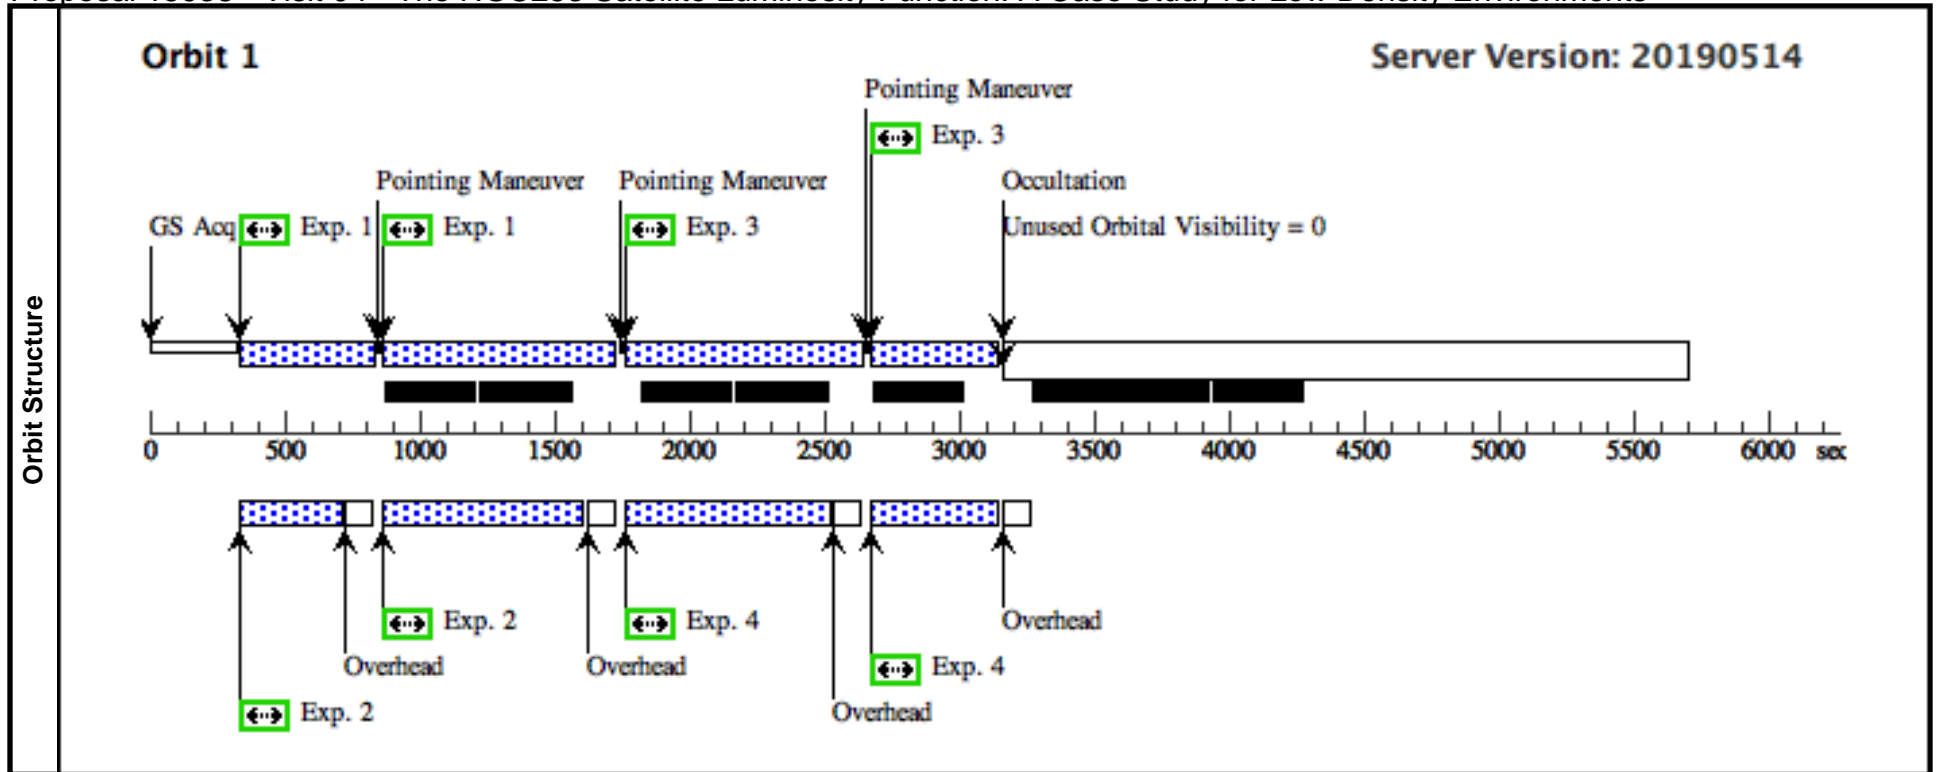 Orbit 1
Server Version: 20190514
Pointing Maneuver
Exp. 3
Pointing Maneuver
Pointing Maneuver
Occultation
GS Acq
Exp. 1
Exp. 1
Exp. 3
Unused Orbital Visibility = 0
Orbit Structure
0 500 1000 1500 2000 2500 3000 3500 4000 4500 5000 5500 6000 sec
Exp. 2
Exp. 4
Overhead
Overhead
Overhead
Exp. 4
Exp. 2
Overhead